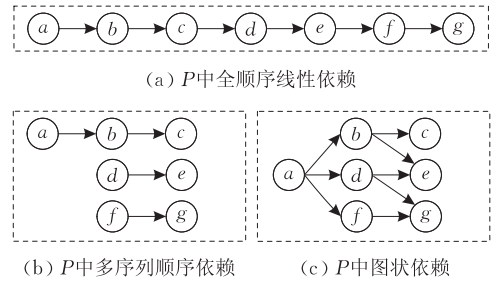 a b c d e f g
(a) P中全顺序线性依赖
a b c
d e
f g
(b) P中多序列顺序依赖
b c
a d e
f g
(c) P中图状依赖